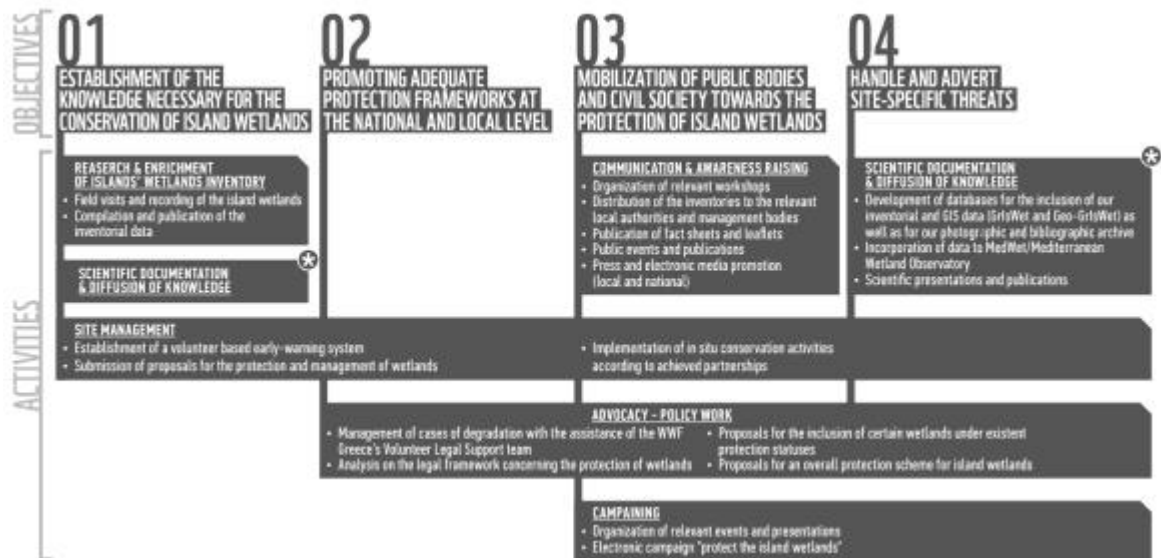 OBJECTIVES
01
ESTABLISHMENT OF THE
KNOWLEDGE NECESSARY FOR THE
CONSERVATION OF ISLAND WETLANDS
02
PROMOTING ADEQUATE
PROTECTION FRAMEWORKS AT
THE NATIONAL AND LOCAL LEVEL
03
MOBILIZATION OF PUBLIC BODIES
AND CIVIL SOCIETY TOWARDS THE
PROTECTION OF ISLAND WETLANDS
04
HANDLE AND ADVERT
SITE-SPECIFIC THREATS
ACTIVITIES
REASERCH & ENRICHMENT
OF ISLANDS' WETLANDS INVENTORY
• Field visits and recording of the island wetlands
• Compilation and publication of the
inventorial data
*
SCIENTIFIC DOCUMENTATION
& DIFFUSION OF KNOWLEDGE
COMMUNICATION & AWARENESS RAISING
• Organization of relevant workshops
• Distribution of the inventories to the relevant
local authorities and management bodies
• Publication of fact sheets and leaflets
• Public events and publications
• Press and electronic media promotion
(local and national)
*
SCIENTIFIC DOCUMENTATION
& DIFFUSION OF KNOWLEDGE
• Development of databases for the inclusion of our
inventorial and GIS data (GrIsWet and Geo-GrIsWet) as
well as for our photographic and bibliographic archive
• Incorporation of data to MedWet/Mediterranean
Wetland Observatory
• Scientific presentations and publications
SITE MANAGEMENT
• Establishment of a volunteer based early-warning system
• Submission of proposals for the protection and management of wetlands
• Implementation of in situ conservation activities
according to achieved partnerships
ADVOCACY - POLICY WORK
• Management of cases of degradation with the assistance of the WWF
Greece's Volunteer Legal Support team
• Analysis on the legal framework concerning the protection of wetlands
• Proposals for the inclusion of certain wetlands under existent
protection statuses
• Proposals for an overall protection scheme for island wetlands
CAMPAINING
• Organization of relevant events and presentations
• Electronic campaign "protect the island wetlands"